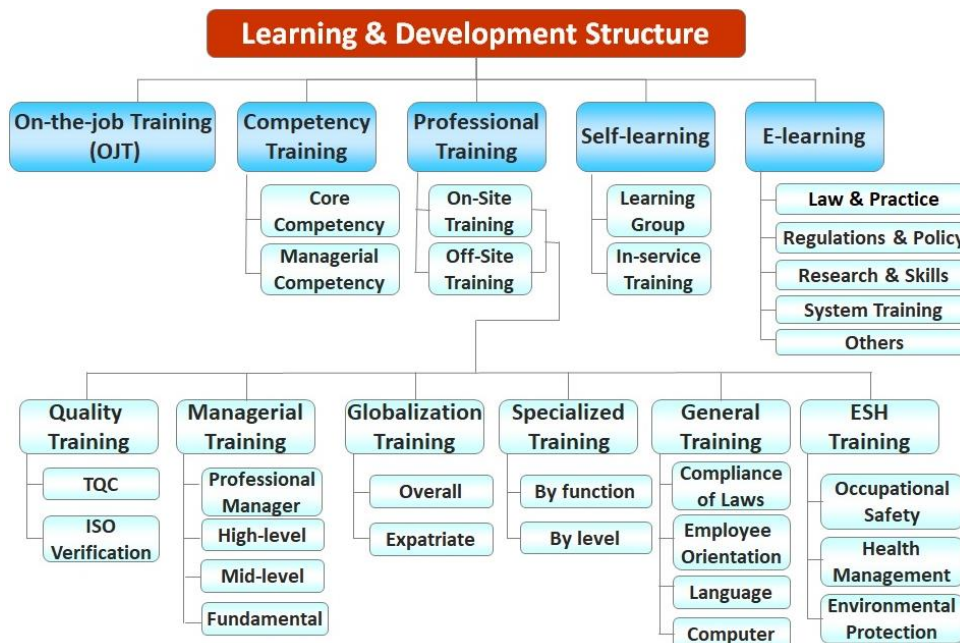 Learning & Development Structure
On-the-job Training
(OJT)
Competency
Training
Professional
Training
Self-learning
E-learning
Core
Competency
Managerial
Competency
On-Site
Training
Off-Site
Training
Learning
Group
In-service
Training
Law & Practice
Regulations & Policy
Research & Skills
System Training
Others
Quality
Training
TQC
ISO
Verification
Managerial
Training
Professional
Manager
High-level
Mid-level
Fundamental
Globalization
Training
Overall
Expatriate
Specialized
Training
By function
By level
General
Training
Compliance
of Laws
Employee
Orientation
Language
Computer
ESH
Training
Occupational
Safety
Health
Management
Environmental
Protection